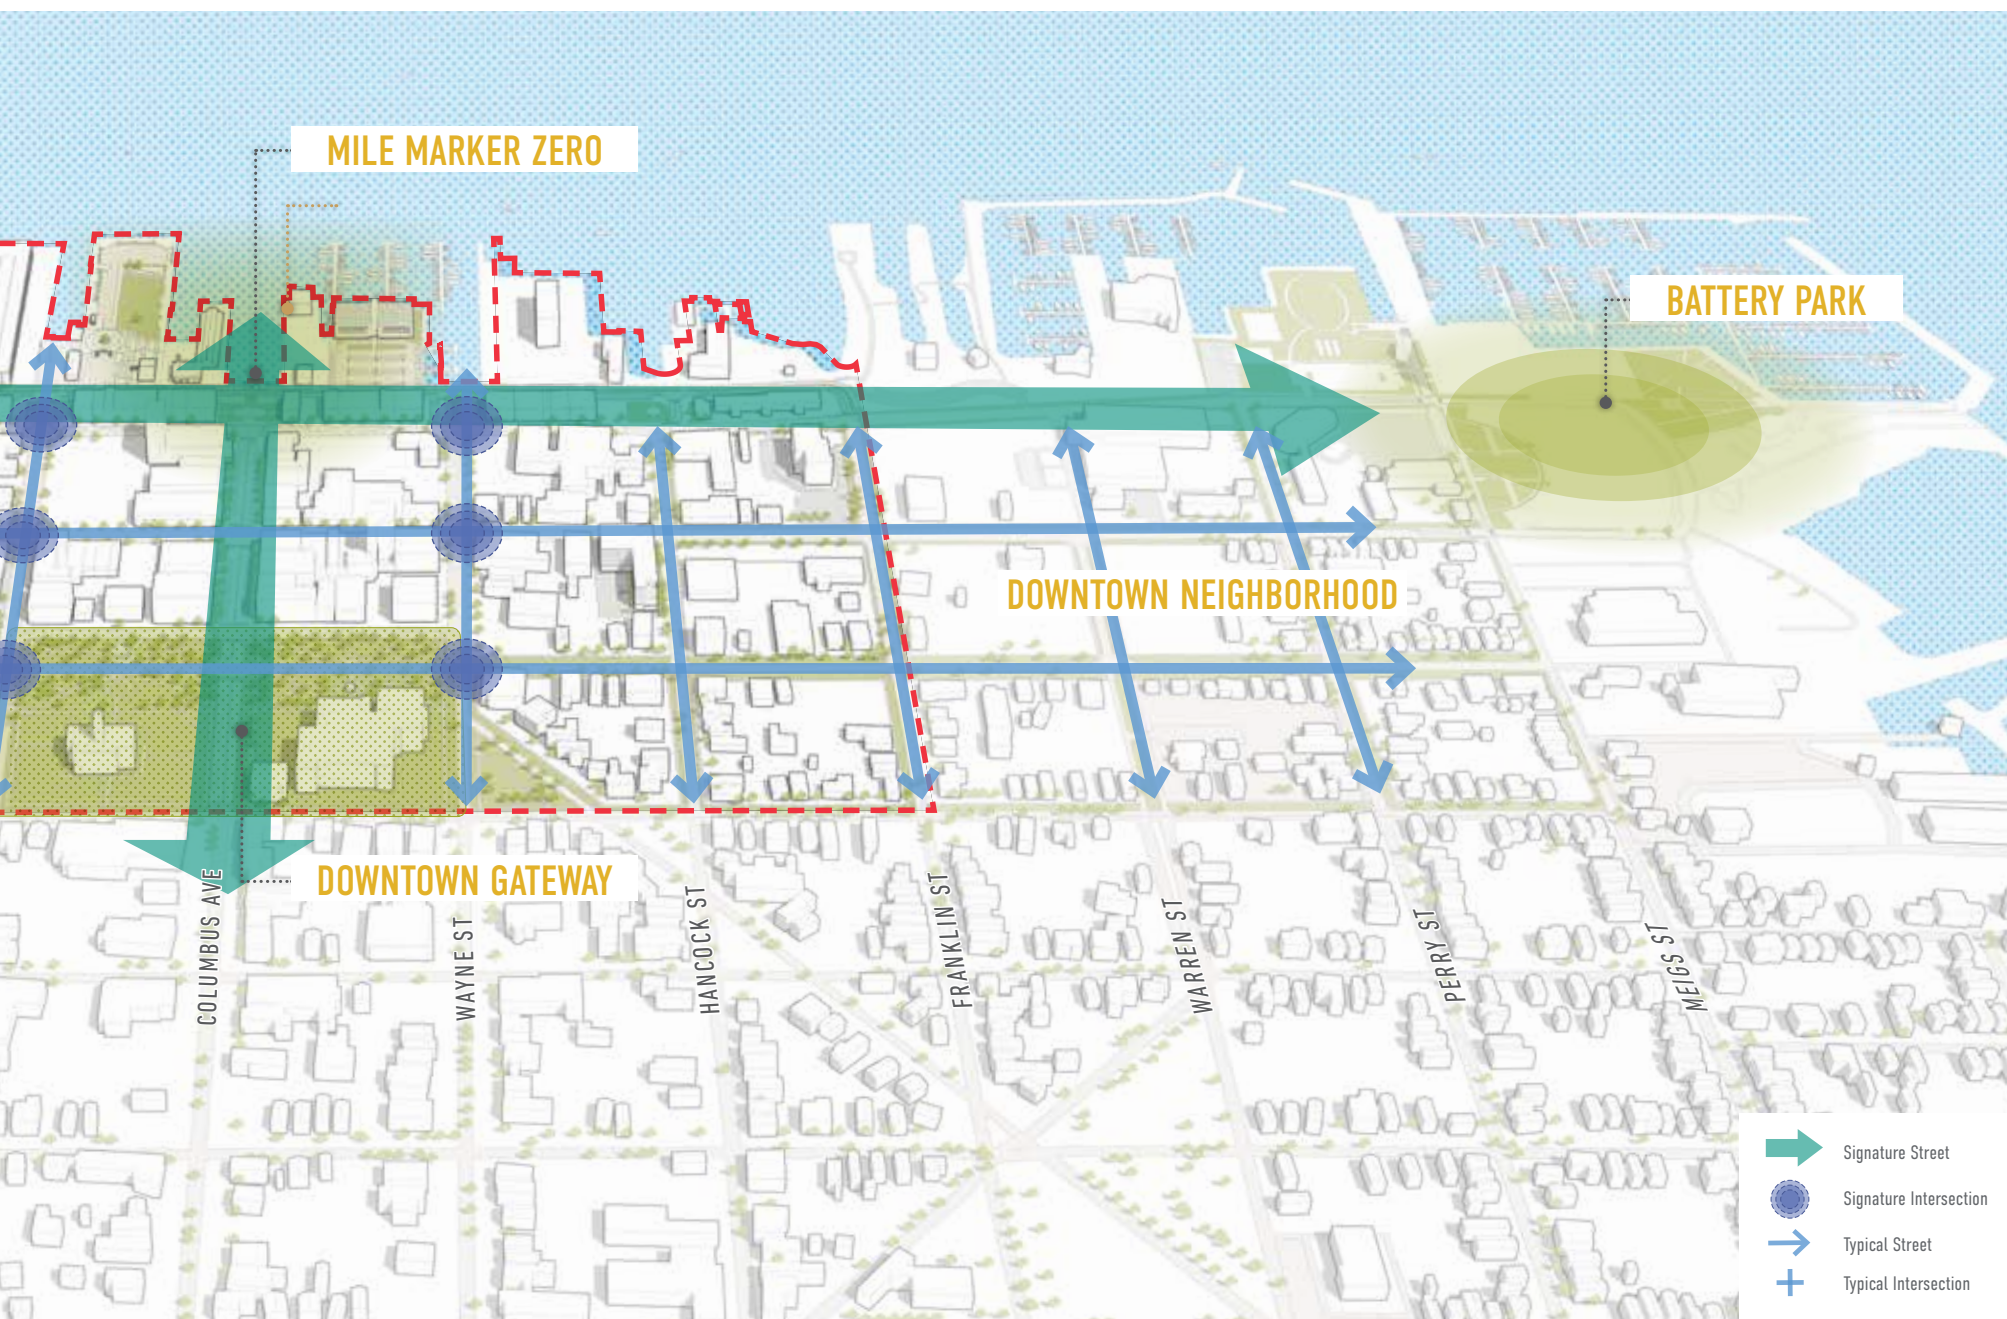 MILE MARKER ZERO
BATTERY PARK
DOWNTOWN NEIGHBORHOOD
DOWNTOWN GATEWAY
COLUMBUS AVE
WAYNE ST
HANCOCK ST
FRANKLIN ST
WARREN ST
PERRY ST
MEIGS ST
Signature Street
Signature Intersection
Typical Street
Typical Intersection